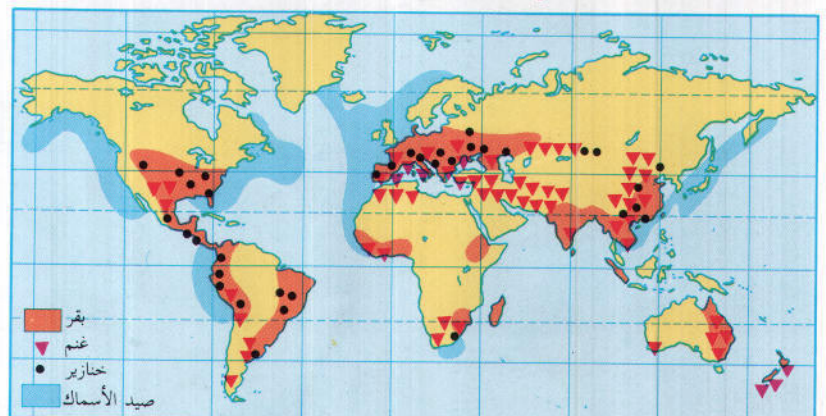 بقر
غنم
خنازير
صيد الأسماك